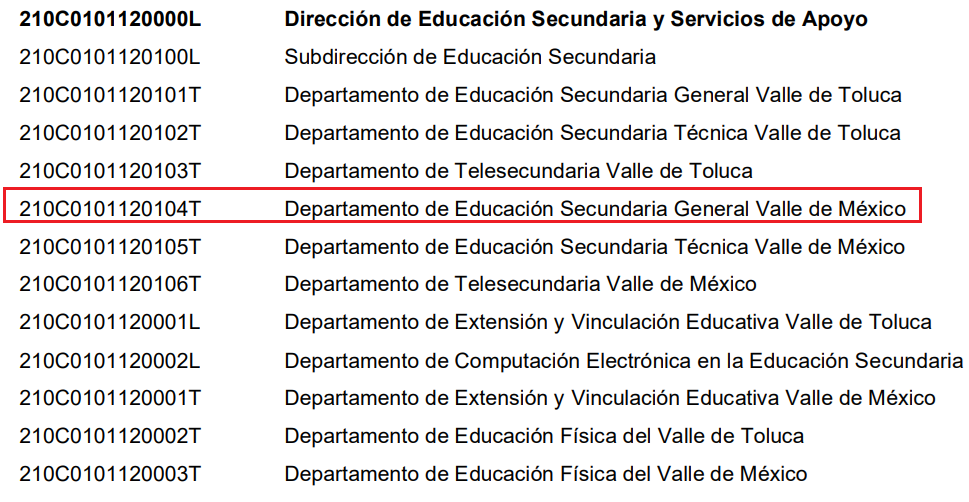 210C0101120000L Dirección de Educación Secundaria y Servicios de Apoyo
210C0101120100L Subdirección de Educación Secundaria
210C0101120101T Departamento de Educación Secundaria General Valle de Toluca
210C0101120102T Departamento de Educación Secundaria Técnica Valle de Toluca
210C0101120103T Departamento de Telesecundaria Valle de Toluca
210C0101120104T Departamento de Educación Secundaria General Valle de México
210C0101120105T Departamento de Educación Secundaria Técnica Valle de México
210C0101120106T Departamento de Telesecundaria Valle de México
210C0101120001L Departamento de Extensión y Vinculación Educativa Valle de Toluca
210C0101120002L Departamento de Computación Electrónica en la Educación Secundaria
210C0101120001T Departamento de Extensión y Vinculación Educativa Valle de México
210C0101120002T Departamento de Educación Física del Valle de Toluca
210C0101120003T Departamento de Educación Física del Valle de México